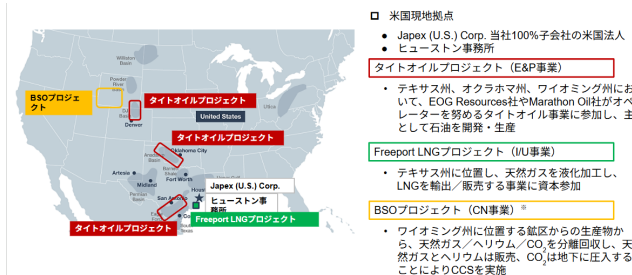 Williston
Basin
Powder
River
BSOプロジェ
クト
タイトオイルプロジェクト
Denver
United States
Utica
タイトオイルプロジェクト
Oklahoma City
Anadarko
Artesia
Fort Worth
Midland
Permian
Basin
San Antonio
Japex (U.S.) Corp.
ヒューストン事
務所
Freeport LNGプロジェクト
タイトオイルプロジェクト
米国現地拠点
● Japex (U.S.) Corp. 当社100%子会社の米国法人
● ヒューストン事務所
タイトオイルプロジェクト（E&P事業）
• テキサス州、オクラホマ州、ワイオミング州にお
いて、EOG Resources社やMarathon Oil社がオペ
レーターを努めるタイトオイル事業に参加し、主
として石油を開発・生産
Freeport LNGプロジェクト（I/U事業）
• テキサス州に位置し、天然ガスを液化加工し、
LNGを輸出／販売する事業に資本参加
BSOプロジェクト（CN事業）※
• ワイオミング州に位置する鉱区からの生産物か
ら、天然ガス／ヘリウム／CO2を分離回収し、天
然ガスとヘリウムは販売、CO2は地下に圧入する
ことによりCCSを実施